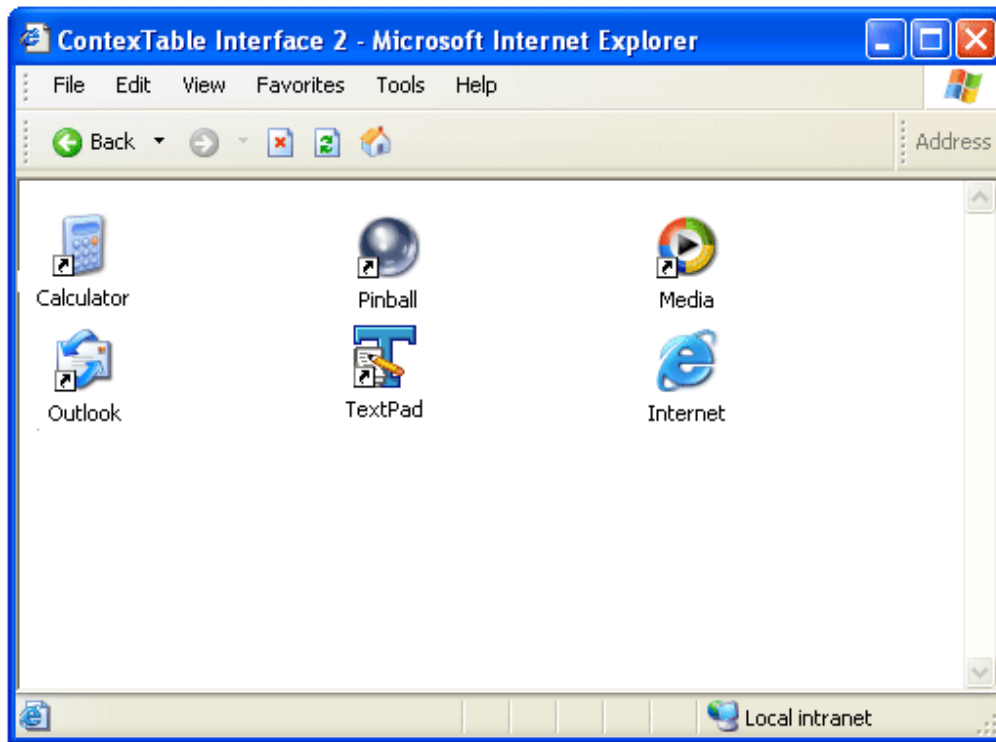 ContexTable Interface 2 - Microsoft Internet Explorer
File Edit View Favorites Tools Help
Back Address
Calculator Pinball Media
Outlook TextPad Internet
Local intranet